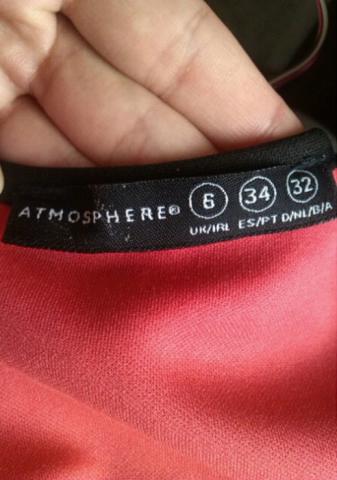 ATMOSPHERE® 6 34 32
UK/IRL ES/PT D/NL/B/A